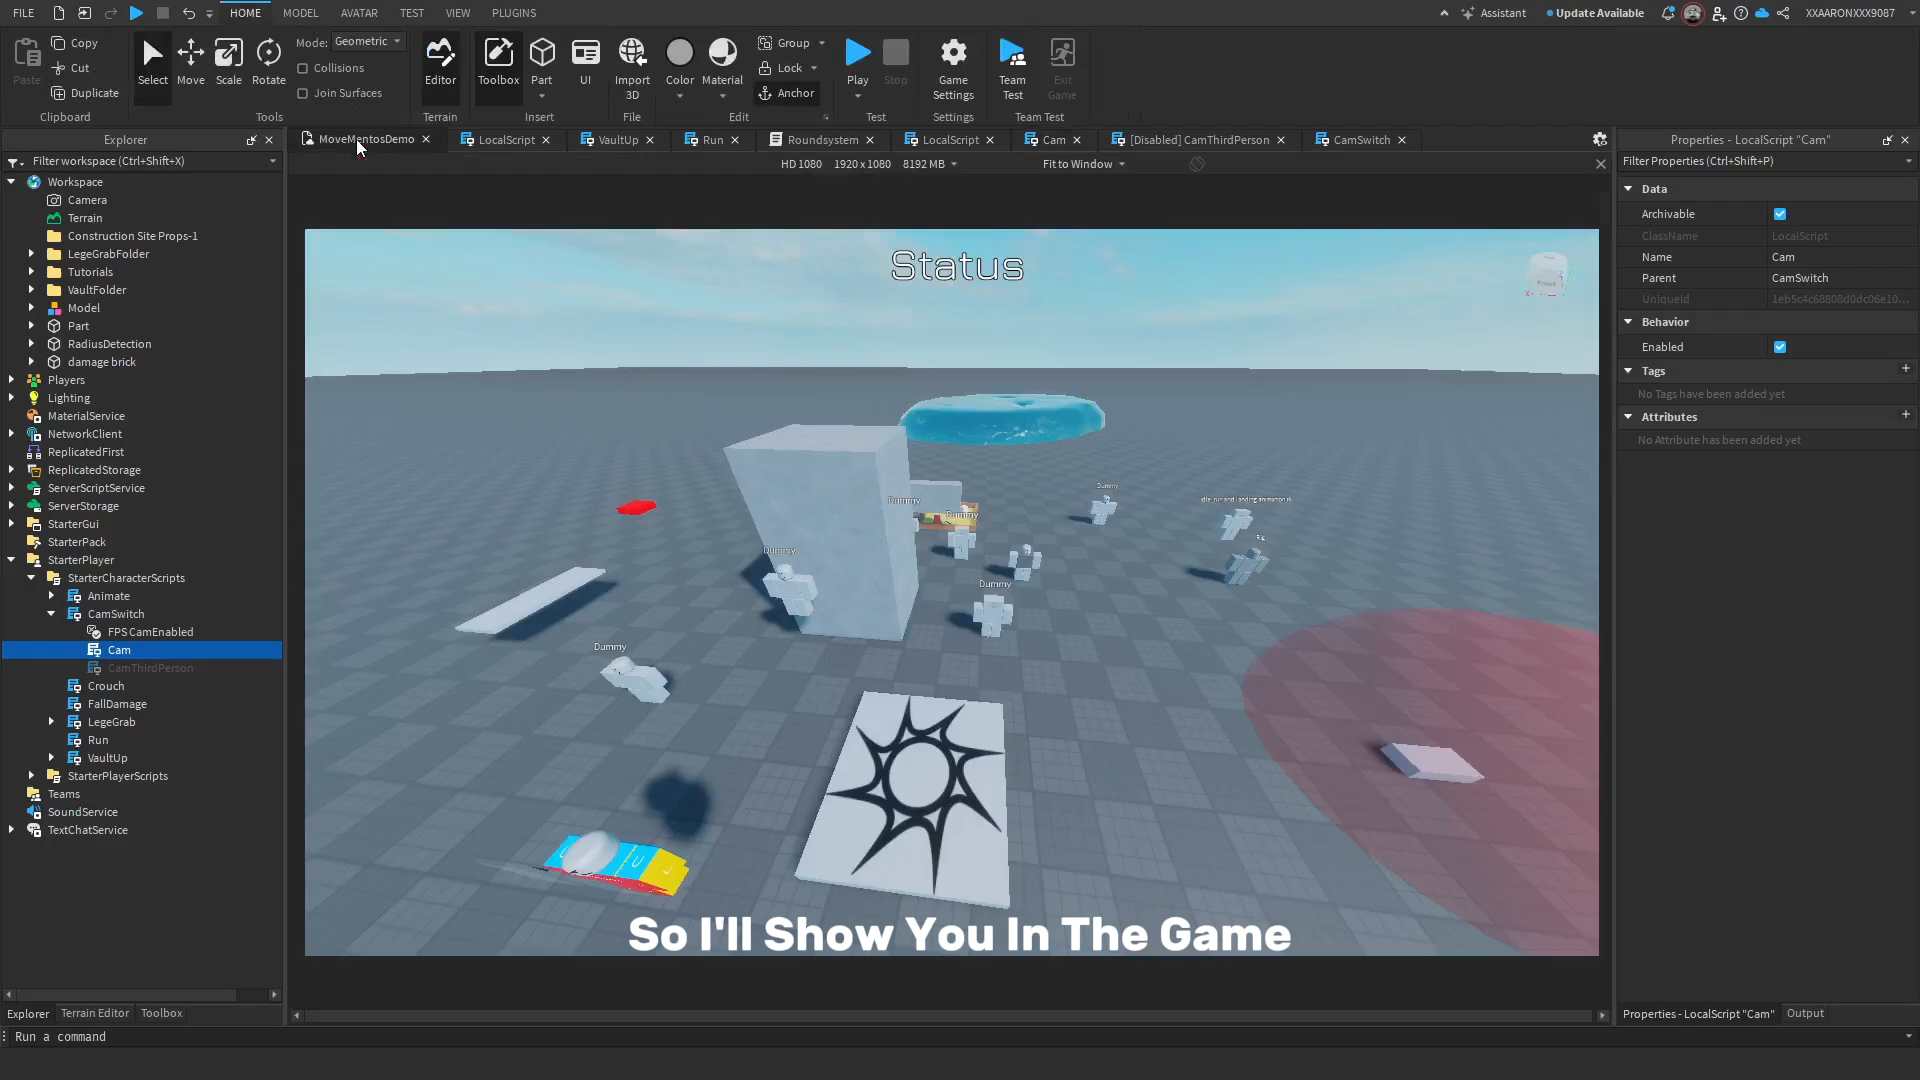 FILE HOME MODEL AVATAR TEST VIEW PLUGINS Assistant Update Available XXAARONXXX9087
Paste Copy Cut Duplicate Clipboard
Select Move Scale Rotate Mode: Geometric Collisions Join Surfaces Tools
Editor Terrain
Toolbox Part UI Insert
Import 3D File
Color Material Group Lock Anchor Edit
Play Stop Test
Game Settings Settings
Team Test Exit Game Team Test
Explorer
Filter workspace (Ctrl+Shift+X)
Workspace
Camera
Terrain
Construction Site Props-1
LegeGrabFolder
Tutorials
VaultFolder
Model
Part
RadiusDetection
damage brick
Players
Lighting
MaterialService
NetworkClient
ReplicatedFirst
ReplicatedStorage
ServerScriptService
ServerStorage
StarterGui
StarterPack
StarterPlayer
StarterCharacterScripts
Animate
CamSwitch
FPS CamEnabled
Cam
CamThirdPerson
Crouch
FallDamage
LegeGrab
Run
VaultUp
StarterPlayerScripts
Teams
SoundService
TextChatService
Explorer Terrain Editor Toolbox
Run a command
MoveMentosDemo LocalScript VaultUp Run Roundsystem LocalScript Cam [Disabled] CamThirdPerson CamSwitch
HD 1080 1920 x 1080 8192 MB Fit to Window
Status
Dummy
Dummy
Dummy
idle, run and landing animation r6
Dummy
Dummy
Dummy
So I'll Show You In The Game
Properties - LocalScript "Cam"
Filter Properties (Ctrl+Shift+P)
Data
Archivable
ClassName LocalScript
Name Cam
Parent CamSwitch
UniqueId 1eb5c4c68808d0dc06e10...
Behavior
Enabled
Tags
No Tags have been added yet
Attributes
No Attribute has been added yet
Properties - LocalScript "Cam" Output